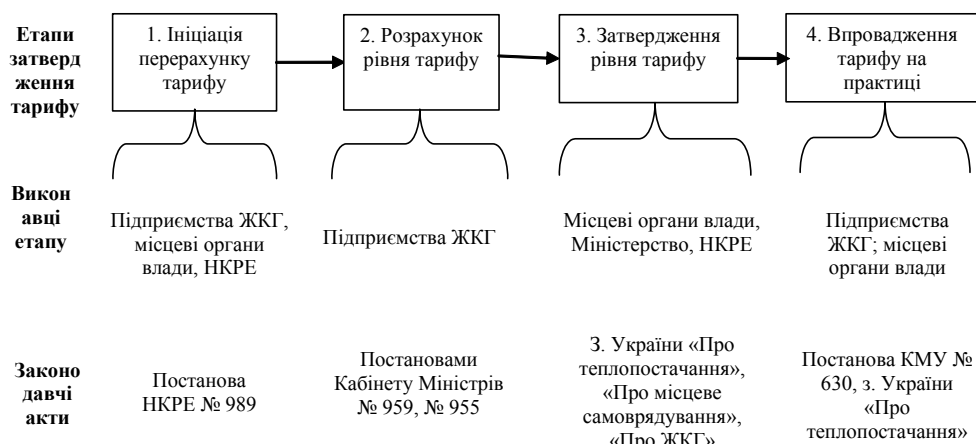 Етапи
затверд
ження
тарифу
1. Ініціація
перерахунку
тарифу
2. Розрахунок
рівня тарифу
3. Затвердження
рівня тарифу
4. Впровадження
тарифу на
практиці
Викон
авці
етапу
Підприємства ЖКГ,
місцеві органи
влади, НКРЕ
Підприємства ЖКГ
Місцеві органи влади,
Міністерство, НКРЕ
Підприємства
ЖКГ; місцеві
органи влади
Законо
давчі
акти
Постанова
НКРЕ № 989
Постановами
Кабінету Міністрів
№ 959, № 955
З. України «Про
теплопостачання»,
«Про місцеве
самоврядування»,
«Про ЖКГ»
Постанова КМУ №
630, з. України
«Про
теплопостачання»